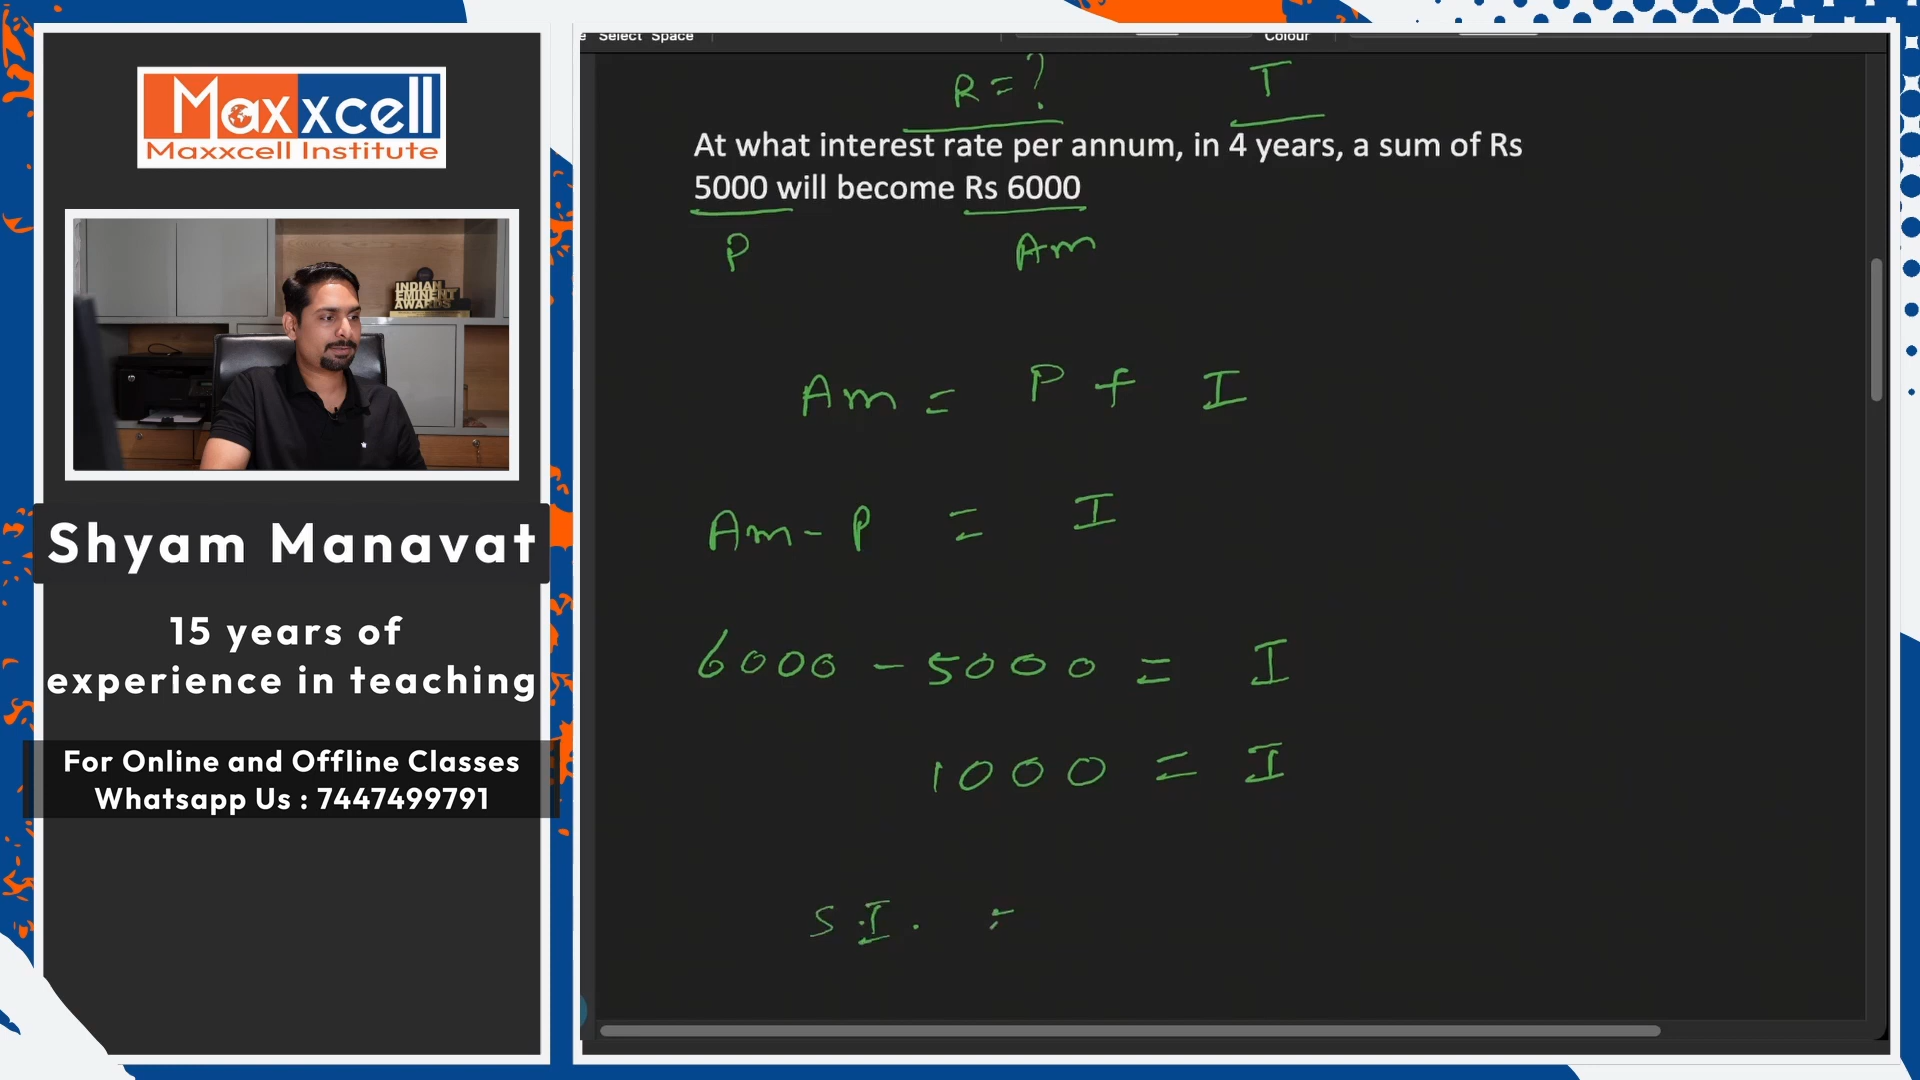 Maxxcell
Maxxcell Institute
INDIAN
EMINENT
AWARDS
Shyam Manavat
15 years of
experience in teaching
For Online and Offline Classes
Whatsapp Us : 7447499791
Select Space
Colour
R = ? T
At what interest rate per annum, in 4 years, a sum of Rs
5000 will become Rs 6000
P Am
Am = P + I
Am - P = I
6000 - 5000 = I
1000 = I
S.I. =